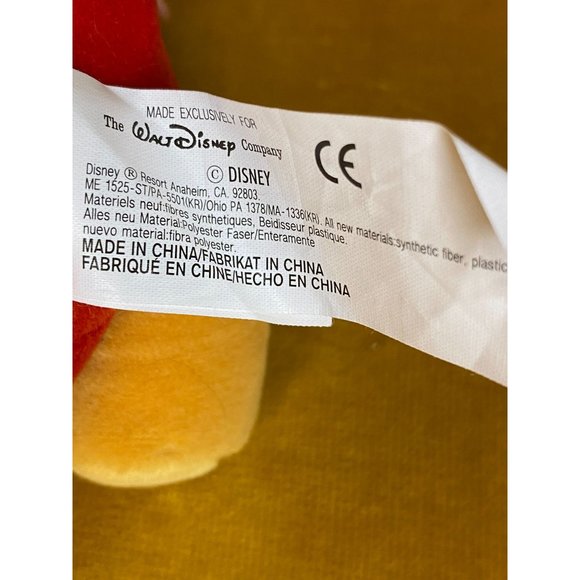 MADE EXCLUSIVELY FOR
The WALT DISNEY Company
CE
© DISNEY
Disney ® Resort Anaheim, CA. 92803.
ME 1525-ST/PA-5501(KR)/Ohio PA 1378/MA-1336(KR). All new materials:synthetic fiber, plastic
Materiels neuf:fibres synthetiques, Beidisseur plastique.
Alles neu Material:Polyester Faser/Enteramente
nuevo material:fibra polyester.
MADE IN CHINA/FABRIKAT IN CHINA
FABRIQUÉ EN CHINE/HECHO EN CHINA